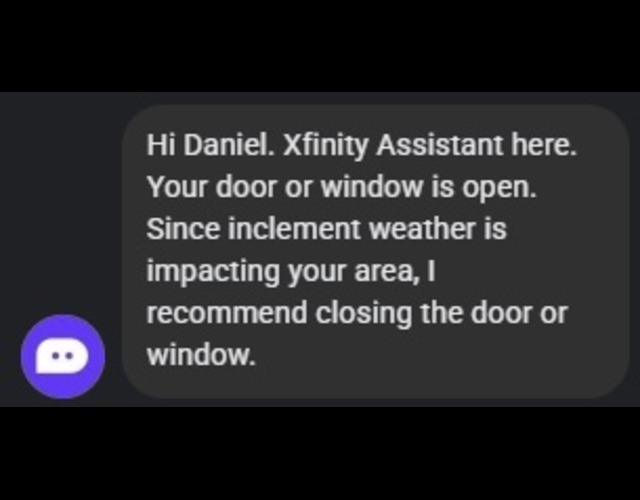 Hi Daniel. Xfinity Assistant here.
Your door or window is open.
Since inclement weather is
impacting your area, I
recommend closing the door or
window.